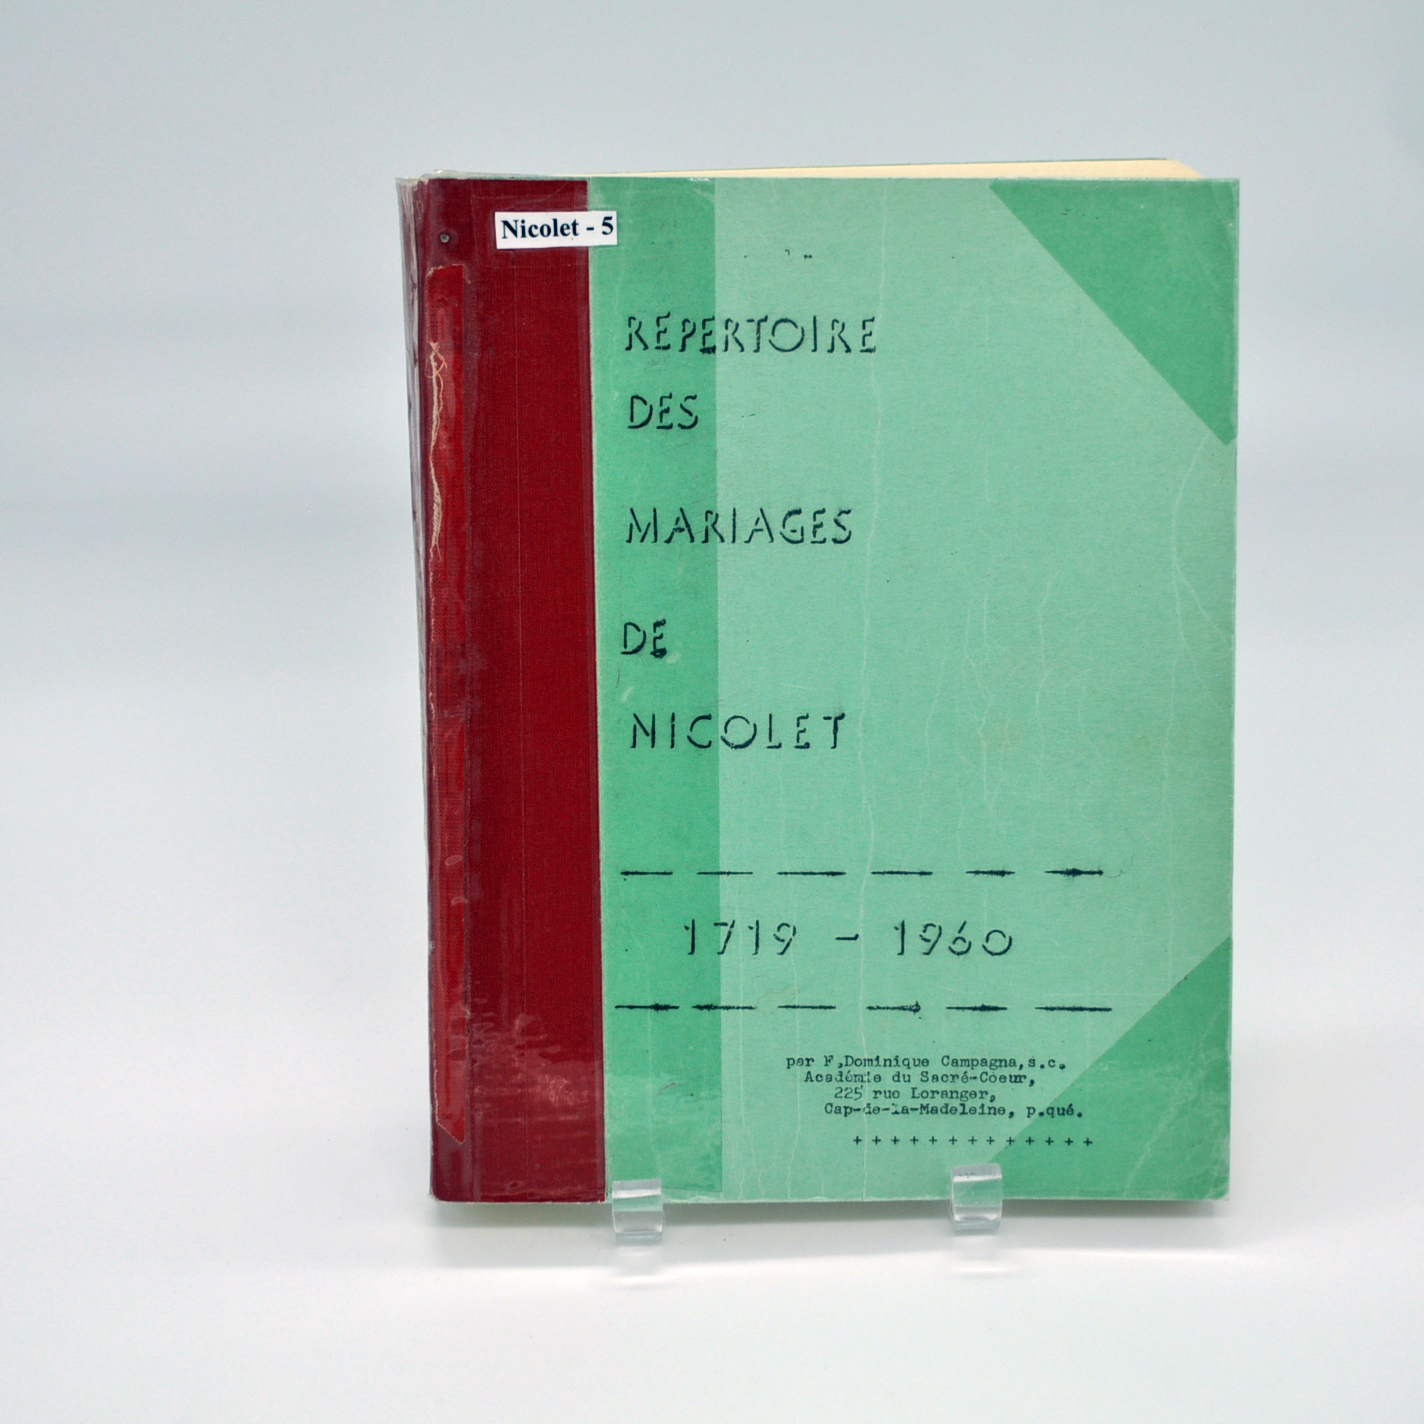 Nicolet - 5
REPERTOIRE
DES
MARIAGES
DE
NICOLET
1719 - 1960
par F,Dominique Campagna,s.c.
Académie du Sacré-Coeur,
225 rue Loranger,
Cap-de-la-Madeleine, p.qué.
+ + + + + + + + + + + + +